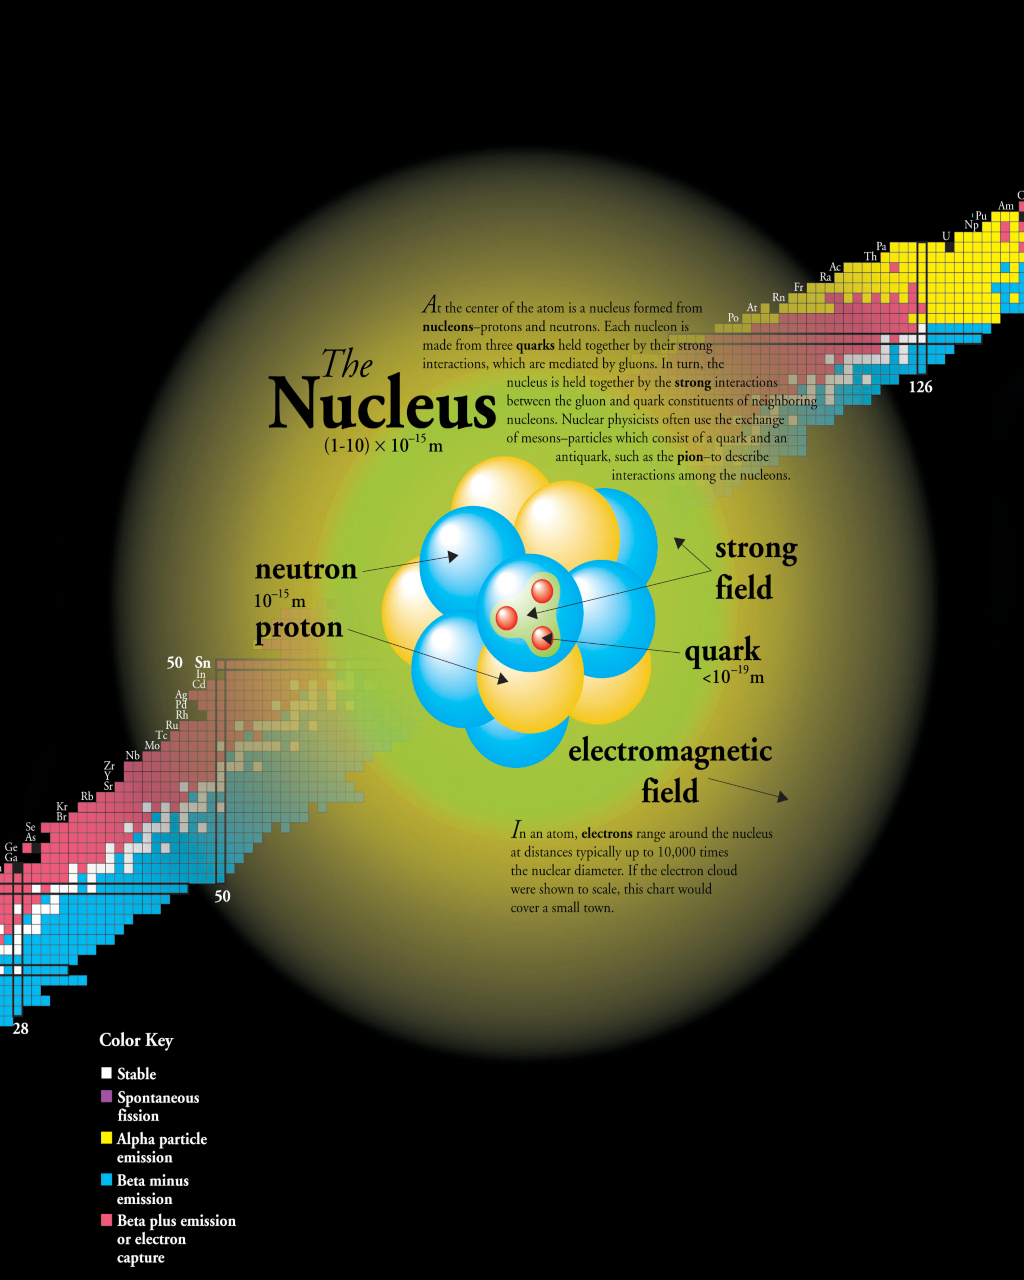 C
Am
Pu
Np
U
Pa
Th
Ac
Ra
Fr
Rn
At
Po
126
At the center of the atom is a nucleus formed from
nucleons–protons and neutrons. Each nucleon is
made from three quarks held together by their strong
interactions, which are mediated by gluons. In turn, the
nucleus is held together by the strong interactions
between the gluon and quark constituents of neighboring
nucleons. Nuclear physicists often use the exchange
of mesons–particles which consist of a quark and an
antiquark, such as the pion–to describe
interactions among the nucleons.
The
Nucleus
(1-10) × 10⁻¹⁵ m
strong
field
neutron
10⁻¹⁵ m
proton
quark
<10⁻¹⁹ m
electromagnetic
field
In an atom, electrons range around the nucleus
at distances typically up to 10,000 times
the nuclear diameter. If the electron cloud
were shown to scale, this chart would
cover a small town.
50 Sn
In
Cd
Ag
Pd
Rh
Ru
Tc
Mo
Nb
Zr
Y
Sr
Rb
Kr
Br
Se
As
Ge
Ga
50
28
Color Key
Stable
Spontaneous
fission
Alpha particle
emission
Beta minus
emission
Beta plus emission
or electron
capture